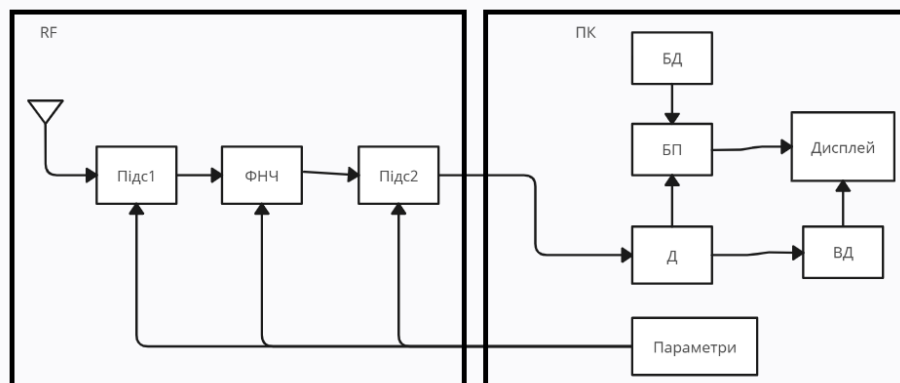 RF
ПК
БД
БП
Дисплей
Підс1
ФНЧ
Підс2
Д
ВД
Параметри